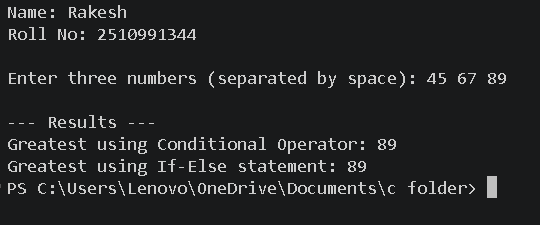 Name: Rakesh
Roll No: 2510991344
Enter three numbers (separated by space): 45 67 89
--- Results ---
Greatest using Conditional Operator: 89
Greatest using If-Else statement: 89
PS C:\Users\Lenovo\OneDrive\Documents\c folder>